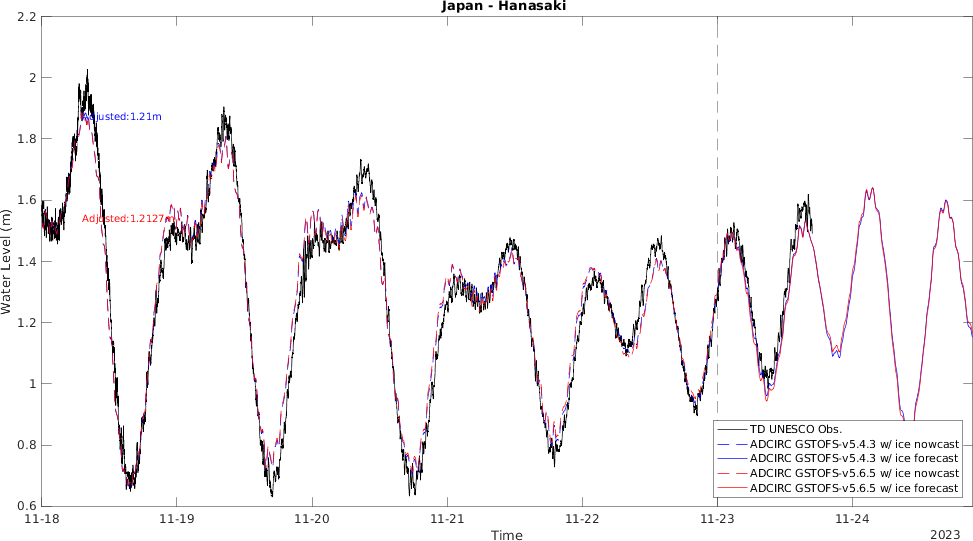 Japan - Hanasaki
2.2
2
1.8
1.6
1.4
1.2
1
0.8
0.6
Water Level (m)
Adjusted:1.21m
Adjusted:1.2127m
TD UNESCO Obs.
ADCIRC GSTOFS-v5.4.3 w/ ice nowcast
ADCIRC GSTOFS-v5.4.3 w/ ice forecast
ADCIRC GSTOFS-v5.6.5 w/ ice nowcast
ADCIRC GSTOFS-v5.6.5 w/ ice forecast
11-18 11-19 11-20 11-21 11-22 11-23 11-24
Time
2023